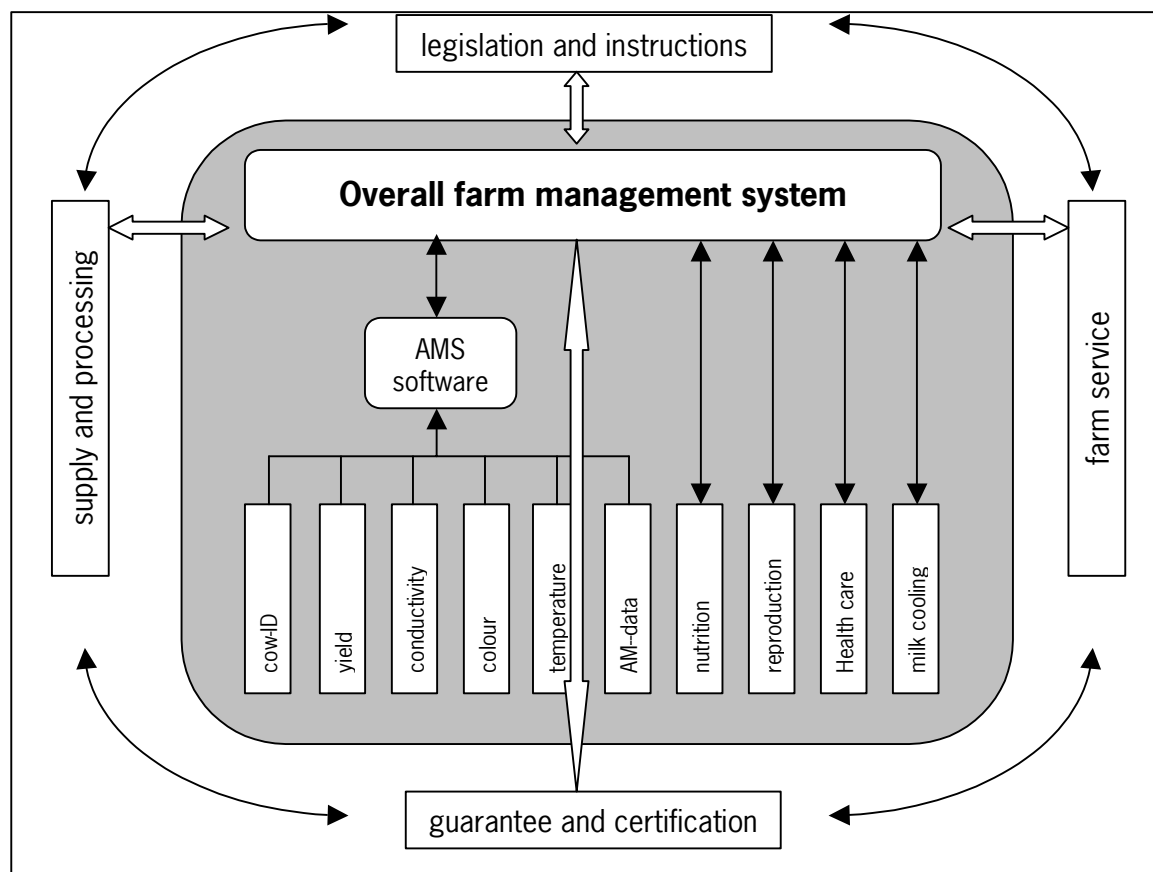 legislation and instructions
Overall farm management system
supply and processing
farm service
AMS
software
cow-ID
yield
conductivity
colour
temperature
AM--data
nutrition
reproduction
Health care
milk cooling
guarantee and certification